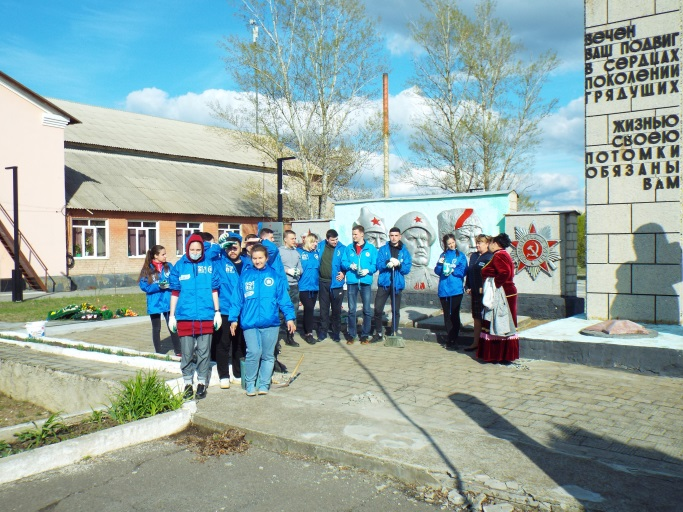 ВЕЧЕН
ВАШ ПОДВИГ
В СЕРДЦАХ
ПОКОЛЕНИЙ
ГРЯДУЩИХ
ЖИЗНЬЮ
СВОЕЮ
ПОТОМКИ
ОБЯЗАНЫ
ВАМ